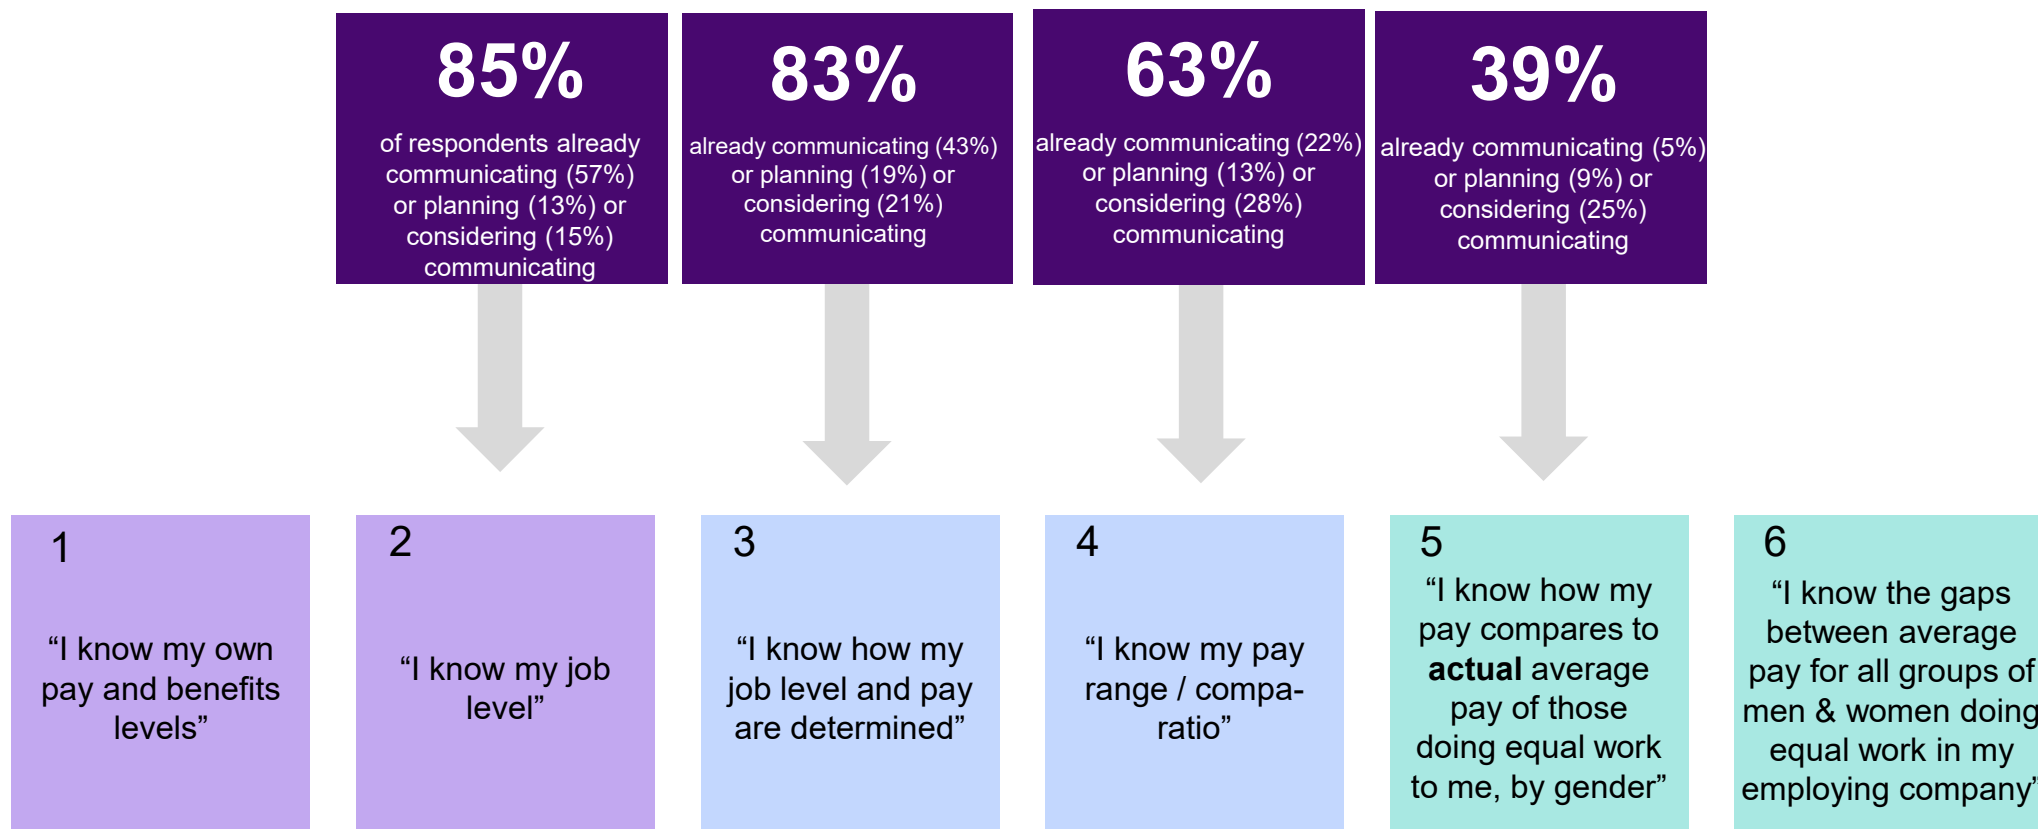 85%
of respondents already
communicating (57%)
or planning (13%) or
considering (15%)
communicating
83%
already communicating (43%)
or planning (19%) or
considering (21%)
communicating
63%
already communicating (22%)
or planning (13%) or
considering (28%)
communicating
39%
already communicating (5%)
or planning (9%) or
considering (25%)
communicating
1
“I know my own
pay and benefits
levels”
2
“I know my job
level”
3
“I know how my
job level and pay
are determined”
4
“I know my pay
range / compa-
ratio”
5
“I know how my
pay compares to
actual average
pay of those
doing equal work
to me, by gender”
6
“I know the gaps
between average
pay for all groups of
men & women doing
equal work in my
employing company”